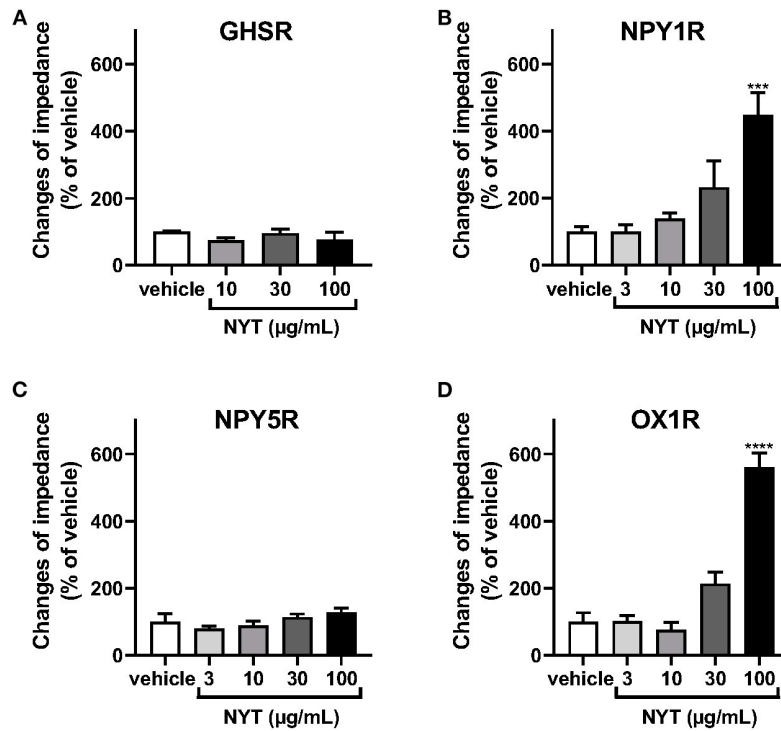 A
GHSR
Changes of impedance
(% of vehicle)
600
400
200
0
vehicle 10 30 100
NYT (µg/mL)
B
NPY1R
Changes of impedance
(% of vehicle)
600
400
200
0
***
vehicle 3 10 30 100
NYT (µg/mL)
C
NPY5R
Changes of impedance
(% of vehicle)
600
400
200
0
vehicle 3 10 30 100
NYT (µg/mL)
D
OX1R
Changes of impedance
(% of vehicle)
600
400
200
0
****
vehicle 3 10 30 100
NYT (µg/mL)